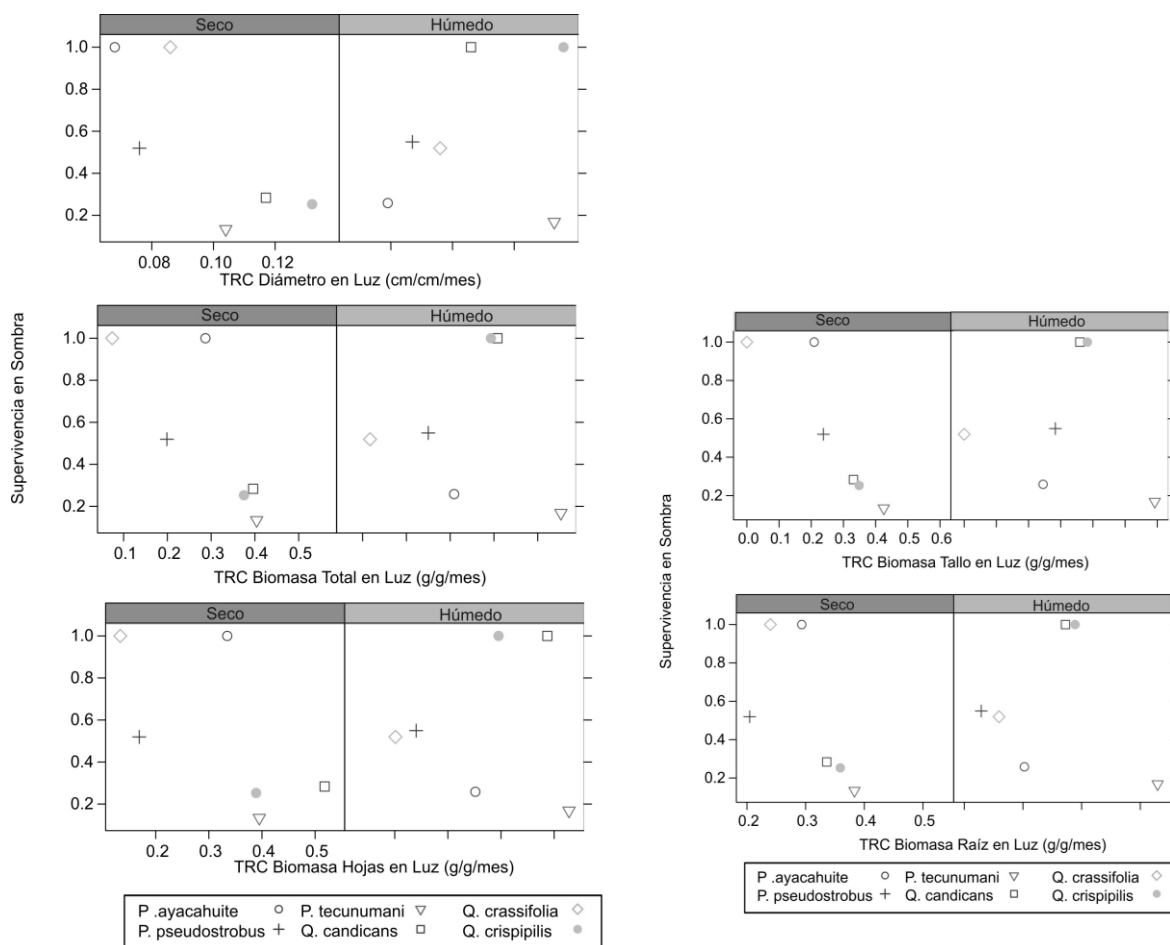 Seco Húmedo
1.0
0.8
0.6
0.4
0.2
0.08 0.10 0.12
TRC Diámetro en Luz (cm/cm/mes)
Supervivencia en Sombra
Seco Húmedo
1.0
0.8
0.6
0.4
0.2
0.1 0.2 0.3 0.4 0.5
TRC Biomasa Total en Luz (g/g/mes)
Seco Húmedo
1.0
0.8
0.6
0.4
0.2
0.2 0.3 0.4 0.5
TRC Biomasa Hojas en Luz (g/g/mes)
P .ayacahuite P. tecunumani Q. crassifolia
P. pseudostrobus Q. candicans Q. crispipilis
Supervivencia en Sombra
Seco Húmedo
1.0
0.8
0.6
0.4
0.2
0.0 0.1 0.2 0.3 0.4 0.5 0.6
TRC Biomasa Tallo en Luz (g/g/mes)
Seco Húmedo
1.0
0.8
0.6
0.4
0.2
0.2 0.3 0.4 0.5
TRC Biomasa Raíz en Luz (g/g/mes)
P .ayacahuite P. tecunumani Q. crassifolia
P. pseudostrobus Q. candicans Q. crispipilis